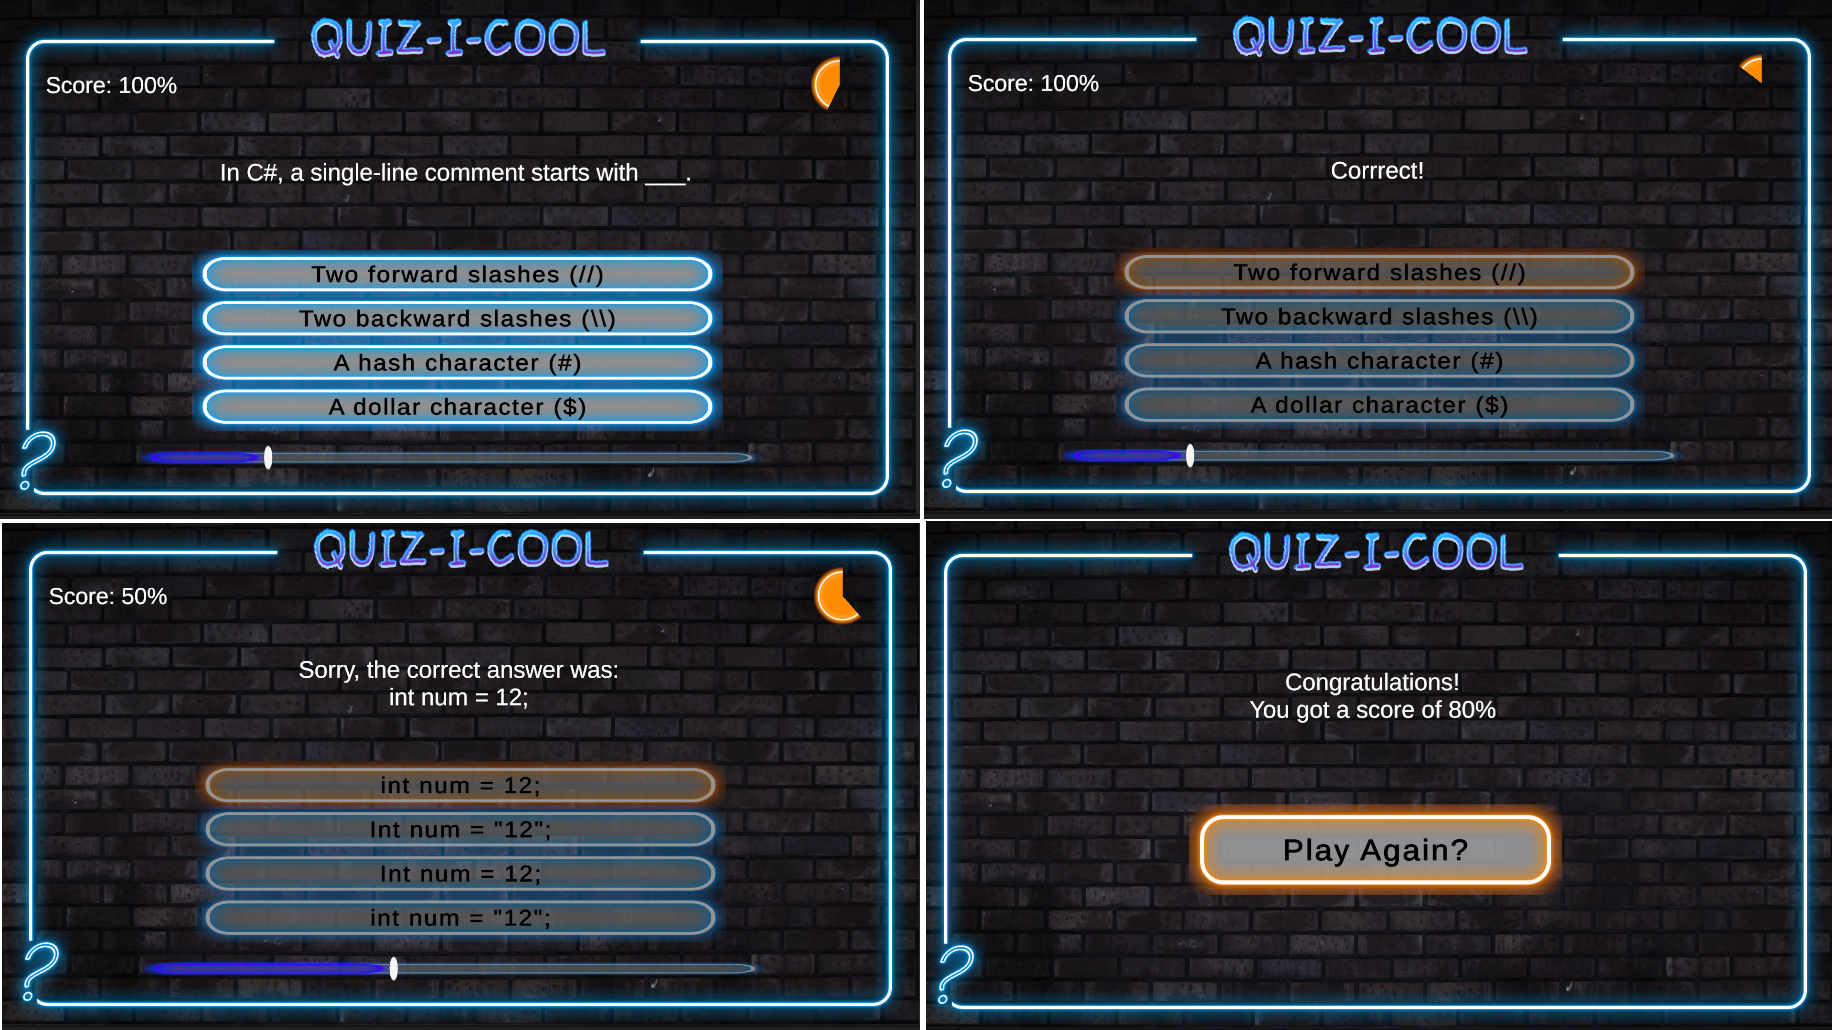 QUIZ-I-COOL
Score: 100%
In C#, a single-line comment starts with ___.
Two forward slashes (//)
Two backward slashes (\\)
A hash character (#)
A dollar character ($)
?
QUIZ-I-COOL
Score: 100%
Corrrect!
Two forward slashes (//)
Two backward slashes (\\)
A hash character (#)
A dollar character ($)
?
QUIZ-I-COOL
Score: 50%
Sorry, the correct answer was:
int num = 12;
int num = 12;
Int num = "12";
Int num = 12;
int num = "12";
?
QUIZ-I-COOL
Congratulations!
You got a score of 80%
Play Again?
?